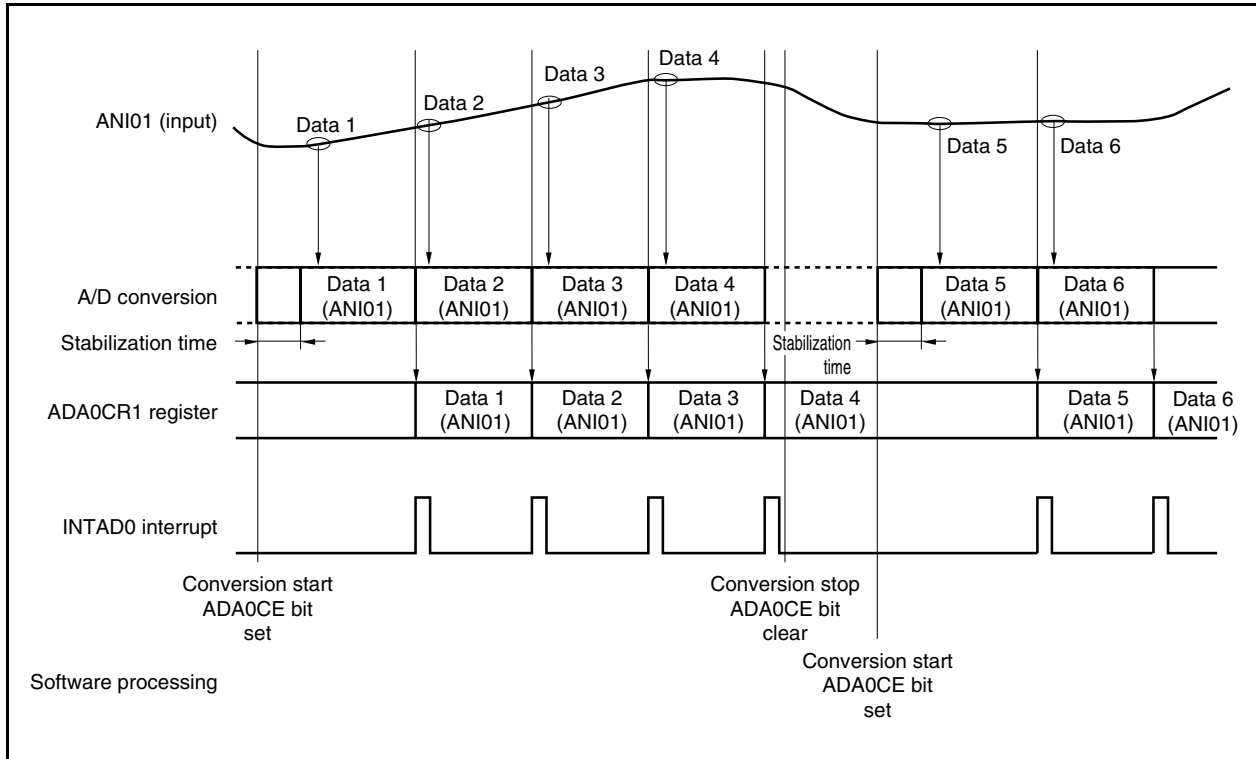 Data 4
Data 3
Data 2
Data 1
ANI01 (input)
Data 5
Data 6
A/D conversion
Data 1
(ANI01)
Data 2
(ANI01)
Data 3
(ANI01)
Data 4
(ANI01)
Data 5
(ANI01)
Data 6
(ANI01)
Stabilization time
Stabilization
time
ADA0CR1 register
Data 1
(ANI01)
Data 2
(ANI01)
Data 3
(ANI01)
Data 4
(ANI01)
Data 5
(ANI01)
Data 6
(ANI01)
INTAD0 interrupt
Conversion start
ADA0CE bit
set
Conversion stop
ADA0CE bit
clear
Conversion start
ADA0CE bit
set
Software processing